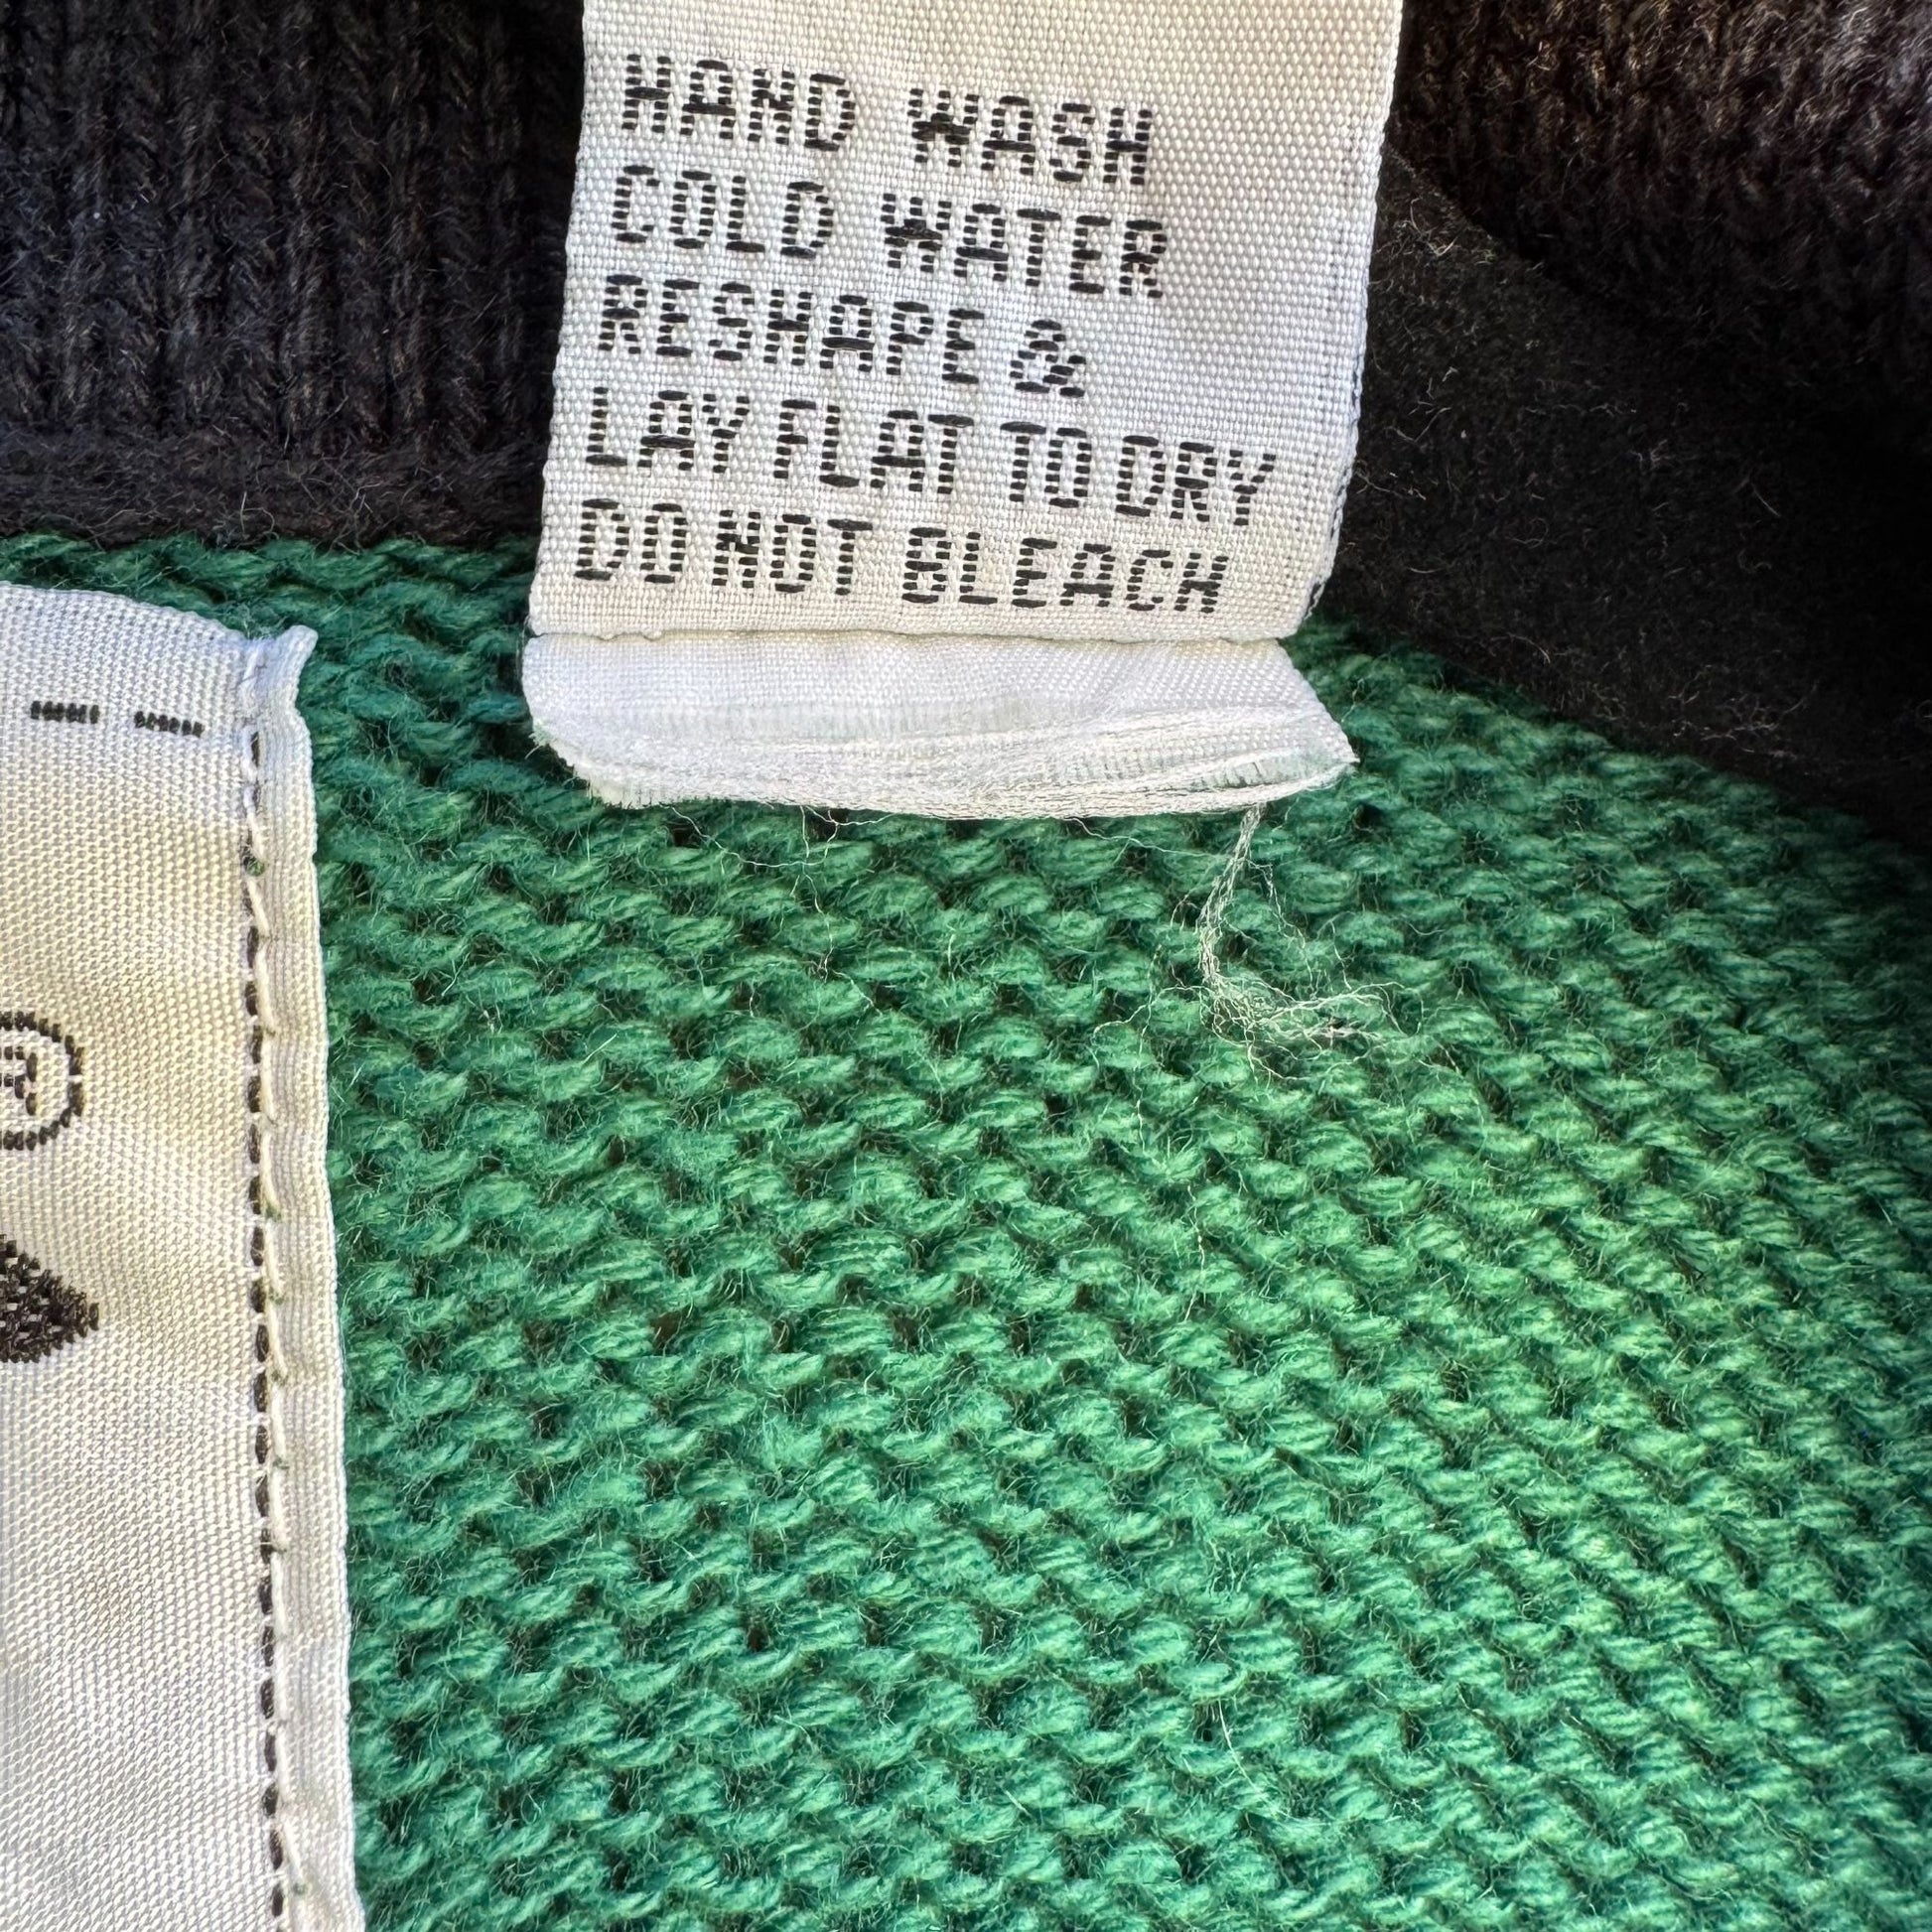 HAND WASH
COLD WATER
RESHAPE &
LAY FLAT TO DRY
DO NOT BLEACH
®